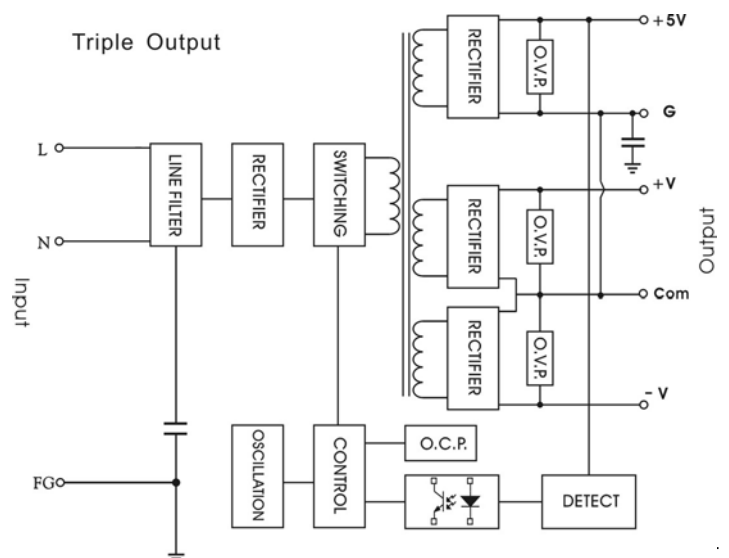 Triple Output
+5V
RECTIFIER
O.V.P.
G
L
LINE FILTER
RECTIFIER
SWITCHING
+V
RECTIFIER
O.V.P.
Output
N
Com
Input
RECTIFIER
O.V.P.
- V
OSCILLATION
CONTROL
O.C.P.
FG
DETECT